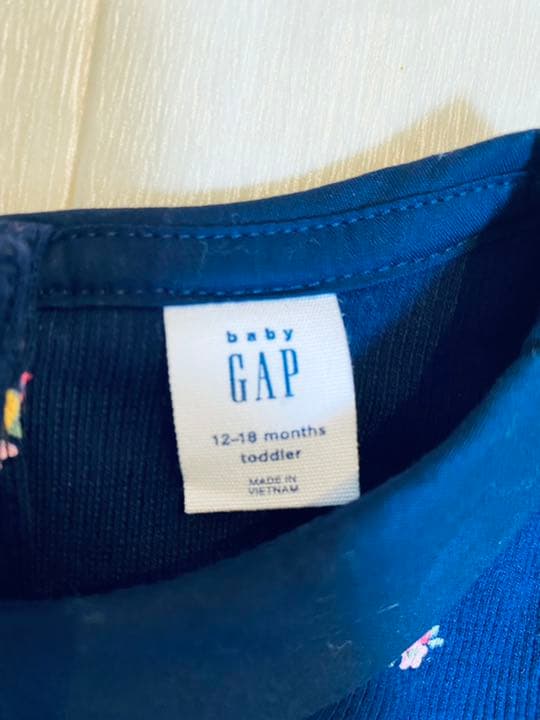 baby
GAP
12–18 months
toddler
MADE IN
VIETNAM